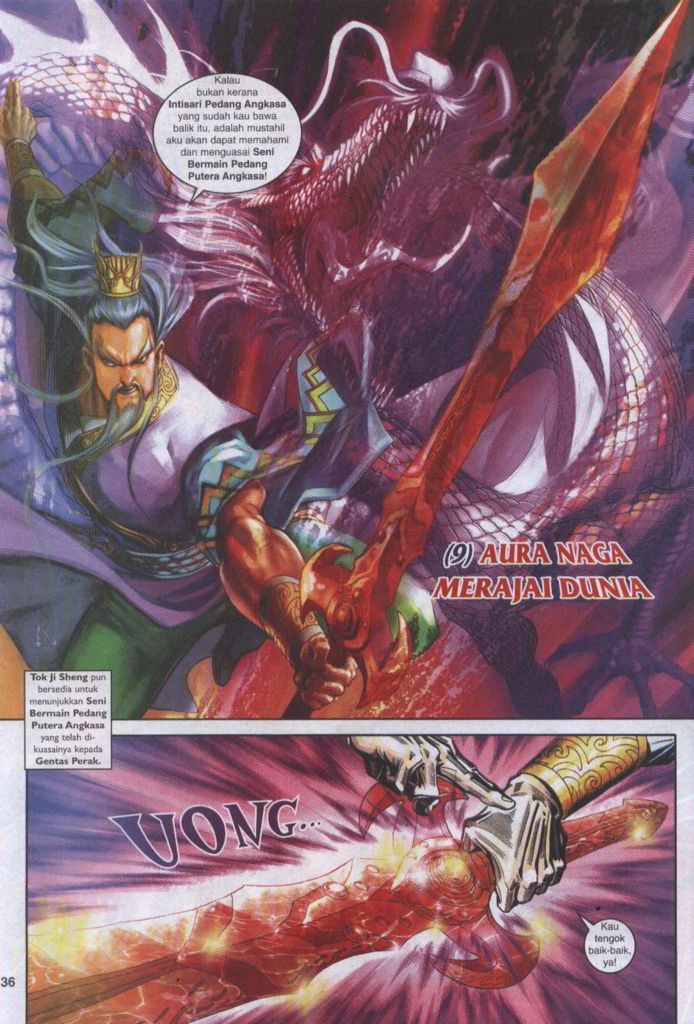 Kalau
bukan kerana
Intisari Pedang Angkasa
yang sudah kau bawa
balik itu, adalah mustahil
aku akan dapat memahami
dan menguasai Seni
Bermain Pedang
Putera Angkasa!
(9) AURA NAGA
MERAJAI DUNIA
Tok Ji Sheng pun
bersedia untuk
menunjukkan Seni
Bermain Pedang
Putera Angkasa
yang telah di-
kuasainya kepada
Gentas Perak.
UONG...
Kau
tengok
baik-baik,
ya!
36